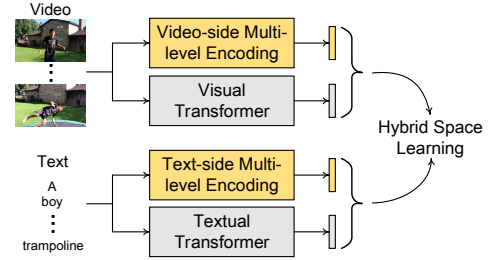 Video
Video-side Multi-
level Encoding
Visual
Transformer
Hybrid Space
Learning
Text
A
boy
trampoline
Text-side Multi-
level Encoding
Textual
Transformer